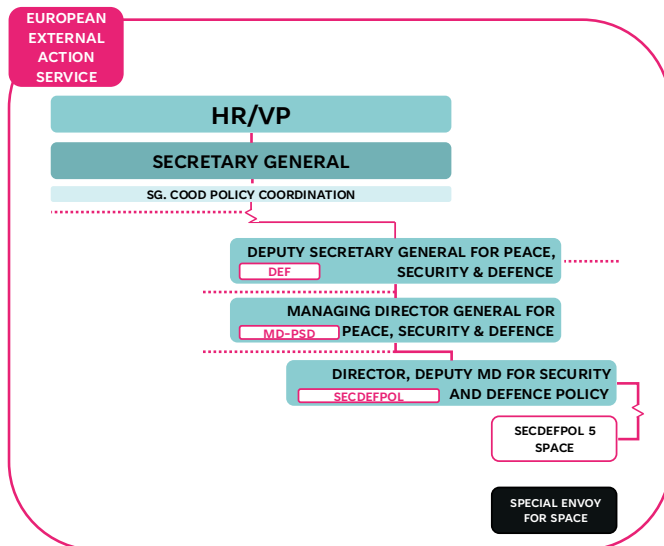 EUROPEAN
EXTERNAL
ACTION
SERVICE
HR/VP
SECRETARY GENERAL
SG. COOD POLICY COORDINATION
DEPUTY SECRETARY GENERAL FOR PEACE,
DEF SECURITY & DEFENCE
MANAGING DIRECTOR GENERAL FOR
MD-PSD PEACE, SECURITY & DEFENCE
DIRECTOR, DEPUTY MD FOR SECURITY
SECDEFPOL AND DEFENCE POLICY
SECDEFPOL 5
SPACE
SPECIAL ENVOY
FOR SPACE